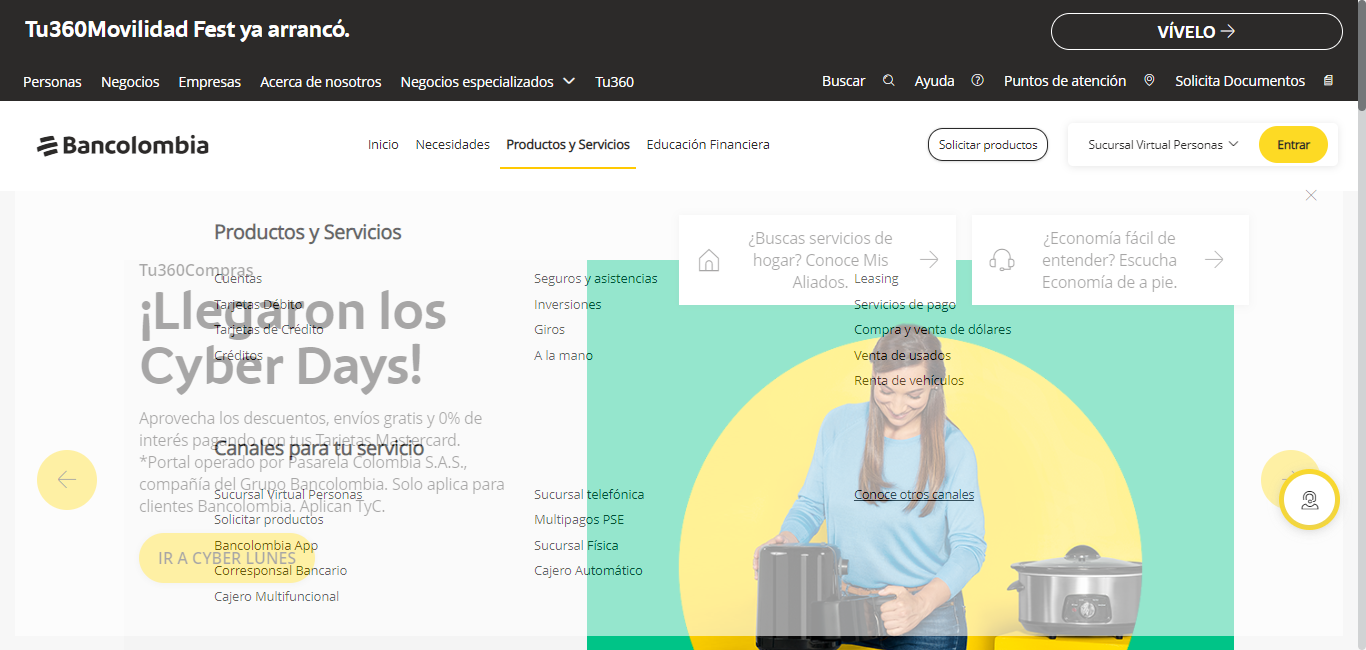 Tu360Movilidad Fest ya arrancó.
VÍVELO
Personas Negocios Empresas Acerca de nosotros Negocios especializados Tu360
Buscar Ayuda Puntos de atención Solicita Documentos
Bancolombia
Inicio Necesidades Productos y Servicios Educación Financiera
Solicitar productos
Sucursal Virtual Personas
Entrar
Productos y Servicios
Cuentas
Tarjetas Débito
Tarjetas de Crédito
Créditos
Seguros y asistencias
Inversiones
Giros
A la mano
Leasing
Servicios de pago
Compra y venta de dólares
Venta de usados
Renta de vehículos
¿Buscas servicios de
hogar? Conoce Mis
Aliados.
¿Economía fácil de
entender? Escucha
Economía de a pie.
Canales para tu servicio
Sucursal Virtual Personas
Solicitar productos
Bancolombia App
Corresponsal Bancario
Cajero Multifuncional
Sucursal telefónica
Multipagos PSE
Sucursal Física
Cajero Automático
Conoce otros canales
Tu360Compras
¡Llegaron los
Cyber Days!
Aprovecha los descuentos, envíos gratis y 0% de
interés pagando con tus Tarjetas Mastercard.
*Portal operado por Pasarela Colombia S.A.S.,
compañía del Grupo Bancolombia. Solo aplica para
clientes Bancolombia. Aplican TyC.
IR A CYBER LUNES